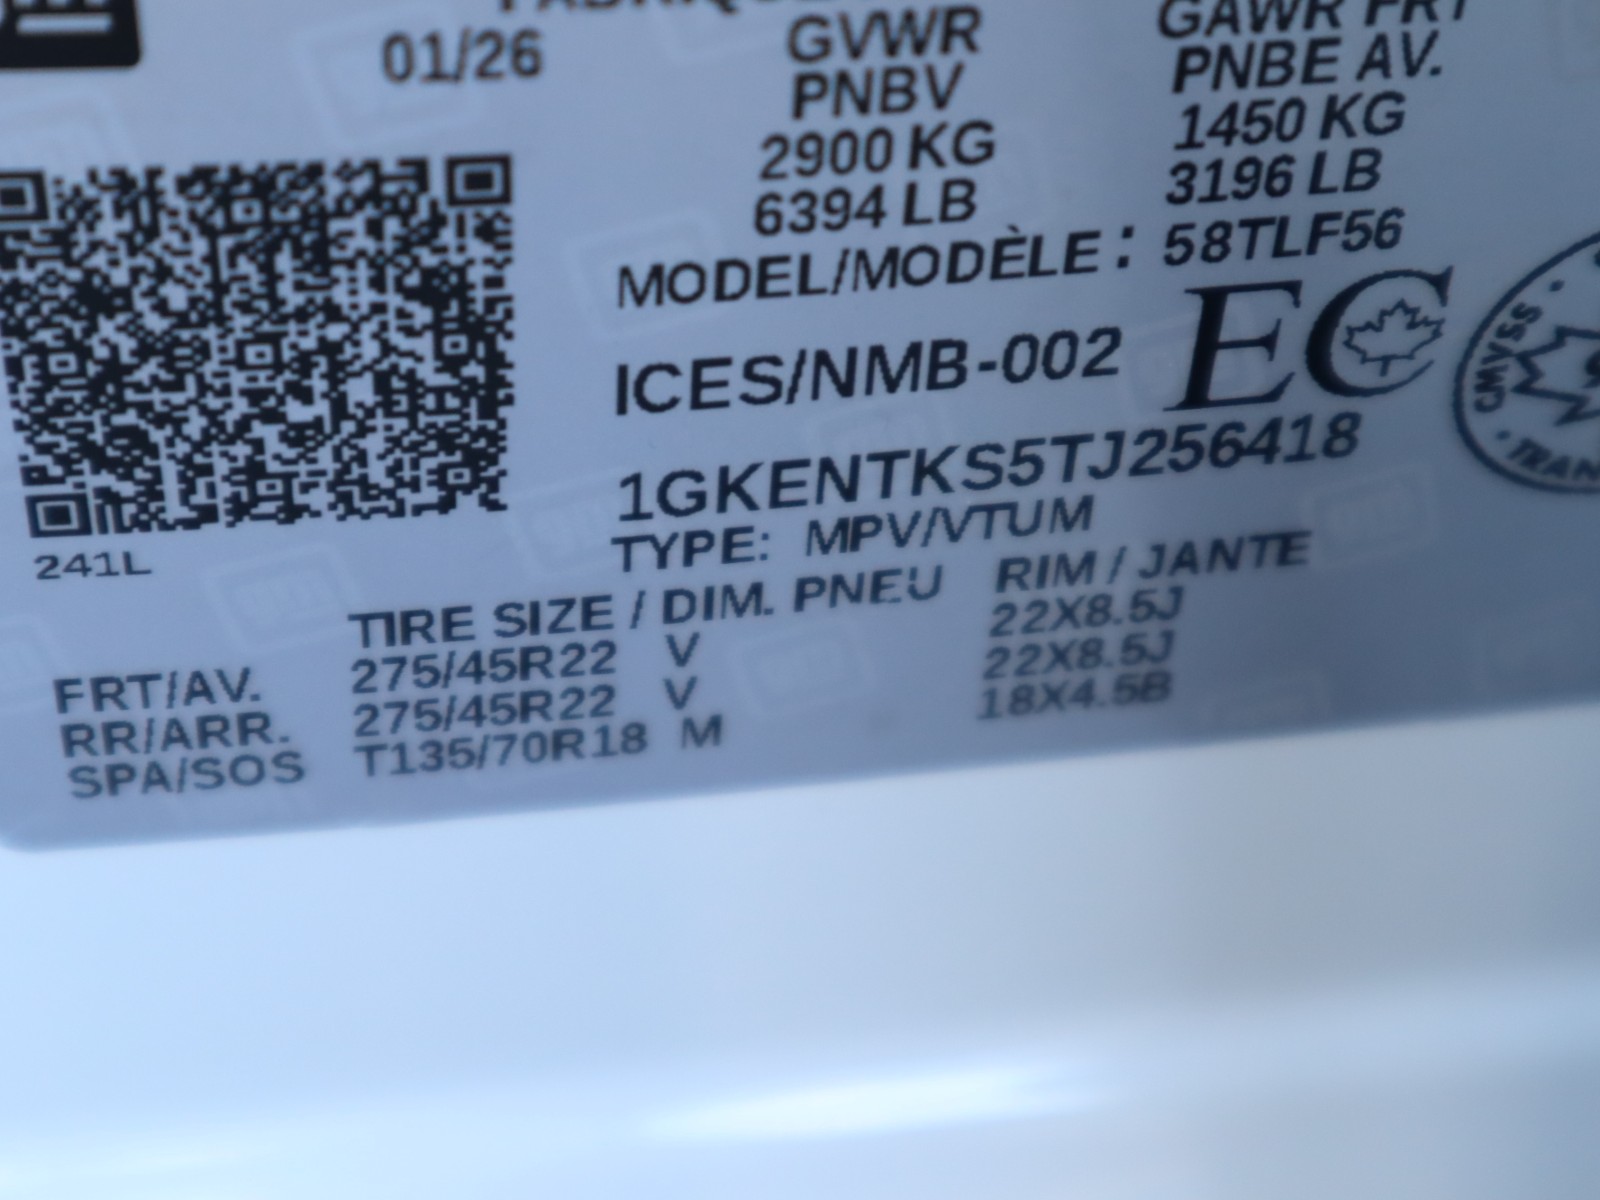 01/26
GVWR
PNBV
2900 KG
6394 LB
GAWR FRT
PNBE AV.
1450 KG
3196 LB
MODEL/MODÈLE : 58TLF56
ICES/NMB-002 EC
1GKENTKS5TJ256418
TYPE: MPV/VTUM
CMVSS
TRAN
241L
TIRE SIZE / DIM. PNEU RIM / JANTE
FRT/AV. 275/45R22 V 22X8.5J
RR/ARR. 275/45R22 V 22X8.5J
SPA/SOS T135/70R18 M 18X4.5B